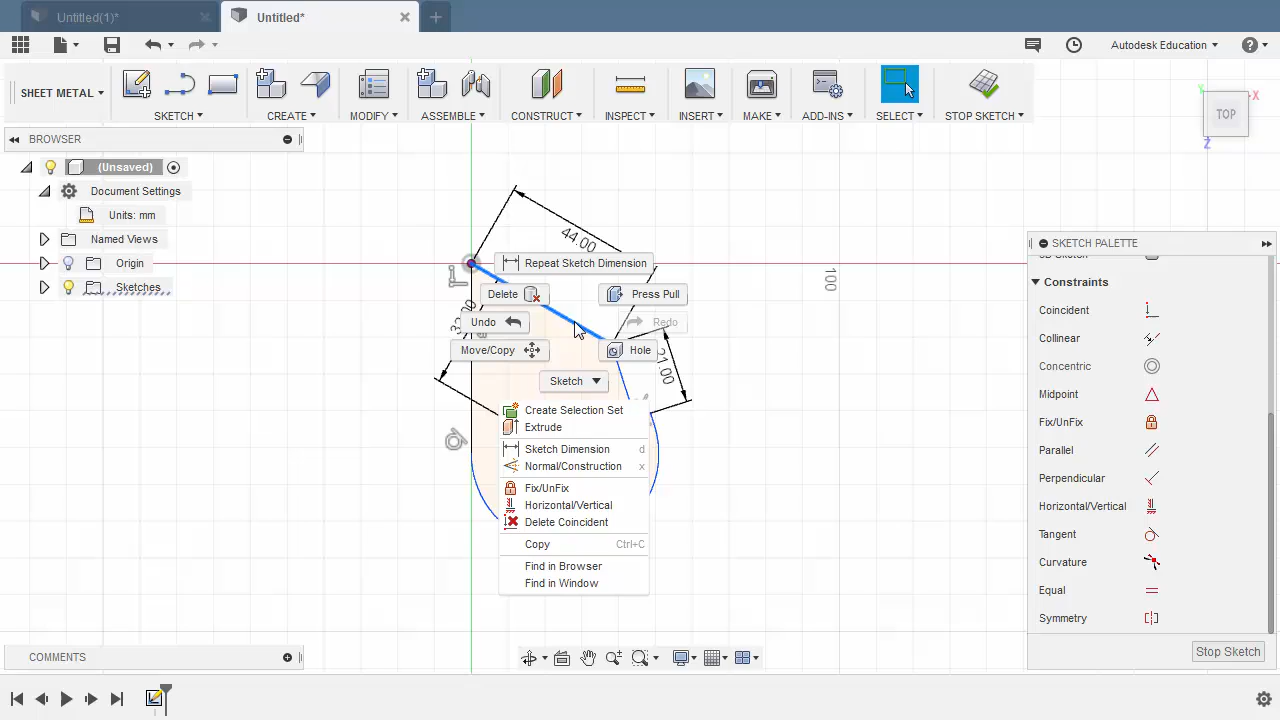 Untitled(1)*
Untitled*
Autodesk Education
SHEET METAL
SKETCH
CREATE
MODIFY
ASSEMBLE
CONSTRUCT
INSPECT
INSERT
MAKE
ADD-INS
SELECT
STOP SKETCH
TOP
X
Y
Z
BROWSER
(Unsaved)
Document Settings
Units: mm
Named Views
Origin
Sketches
44.00
100
21.00
Repeat Sketch Dimension
Delete
Press Pull
Undo
Redo
Move/Copy
Hole
Sketch
Create Selection Set
Extrude
Sketch Dimension d
Normal/Construction x
Fix/UnFix
Horizontal/Vertical
Delete Coincident
Copy Ctrl+C
Find in Browser
Find in Window
SKETCH PALETTE
3D Sketch
Constraints
Coincident
Collinear
Concentric
Midpoint
Fix/UnFix
Parallel
Perpendicular
Horizontal/Vertical
Tangent
Curvature
Equal
Symmetry
Stop Sketch
COMMENTS